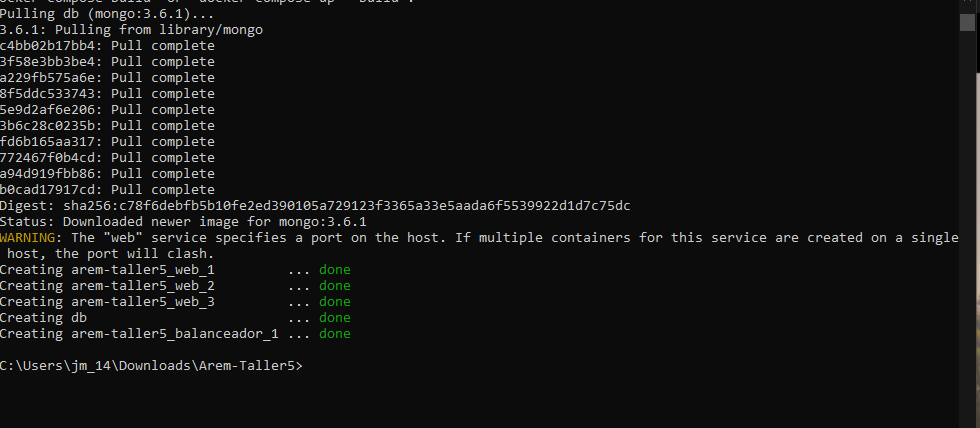 Pulling db (mongo:3.6.1)...
3.6.1: Pulling from library/mongo
c4bb02b17bb4: Pull complete
3f58e3bb3be4: Pull complete
a229fb575a6e: Pull complete
8f5ddc533743: Pull complete
5e9d2af6e206: Pull complete
3b6c28c0235b: Pull complete
fd6b165aa317: Pull complete
772467f0b4cd: Pull complete
a94d919fbb86: Pull complete
b0cad17917cd: Pull complete
Digest: sha256:c78f6debfb5b10fe2ed390105a729123f3365a33e5aada6f5539922d1d7c75dc
Status: Downloaded newer image for mongo:3.6.1
WARNING: The "web" service specifies a port on the host. If multiple containers for this service are created on a single
 host, the port will clash.
Creating arem-taller5_web_1         ... done
Creating arem-taller5_web_2         ... done
Creating arem-taller5_web_3         ... done
Creating db                         ... done
Creating arem-taller5_balanceador_1 ... done
C:\Users\jm_14\Downloads\Arem-Taller5>